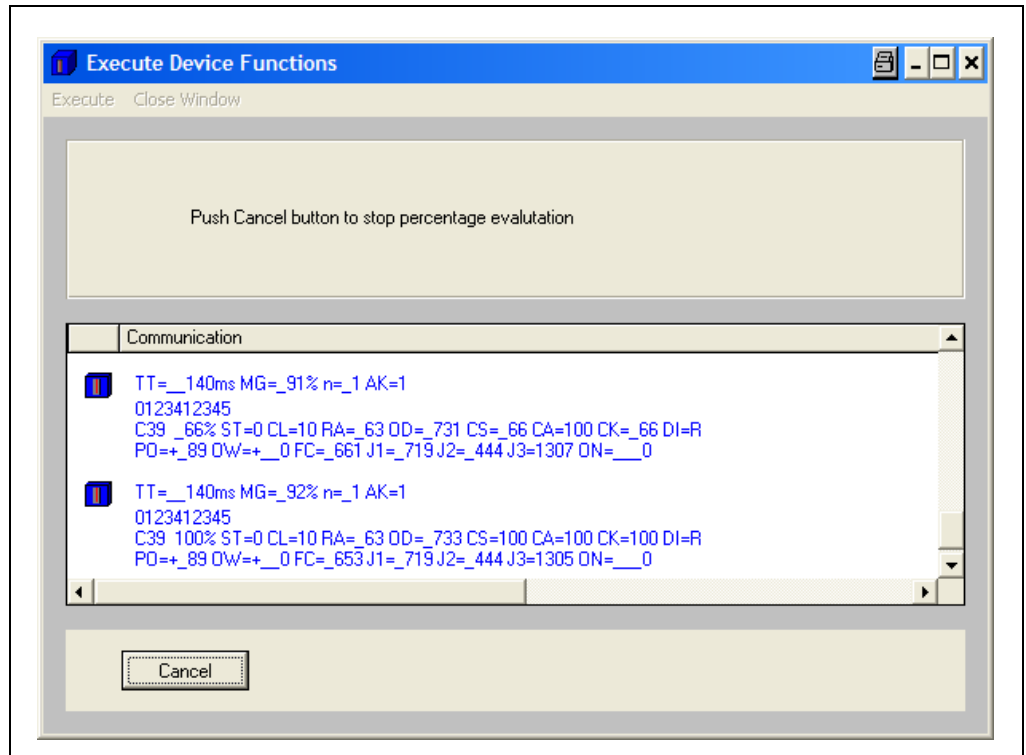 Execute Device Functions
Execute Close Window
Push Cancel button to stop percentage evalutation
Communication
TT=__140ms MG=_91% n=_1 AK=1
0123412345
C39 _66% ST=0 CL=10 RA=_63 OD=_731 CS=_66 CA=100 CK=_66 DI=R
PO=+_89 OW=+__0 FC=_661 J1=_719 J2=_444 J3=1307 ON=___0
TT=__140ms MG=_92% n=_1 AK=1
0123412345
C39 100% ST=0 CL=10 RA=_63 OD=_733 CS=100 CA=100 CK=100 DI=R
PO=+_89 OW=+__0 FC=_653 J1=_719 J2=_444 J3=1305 ON=___0
Cancel